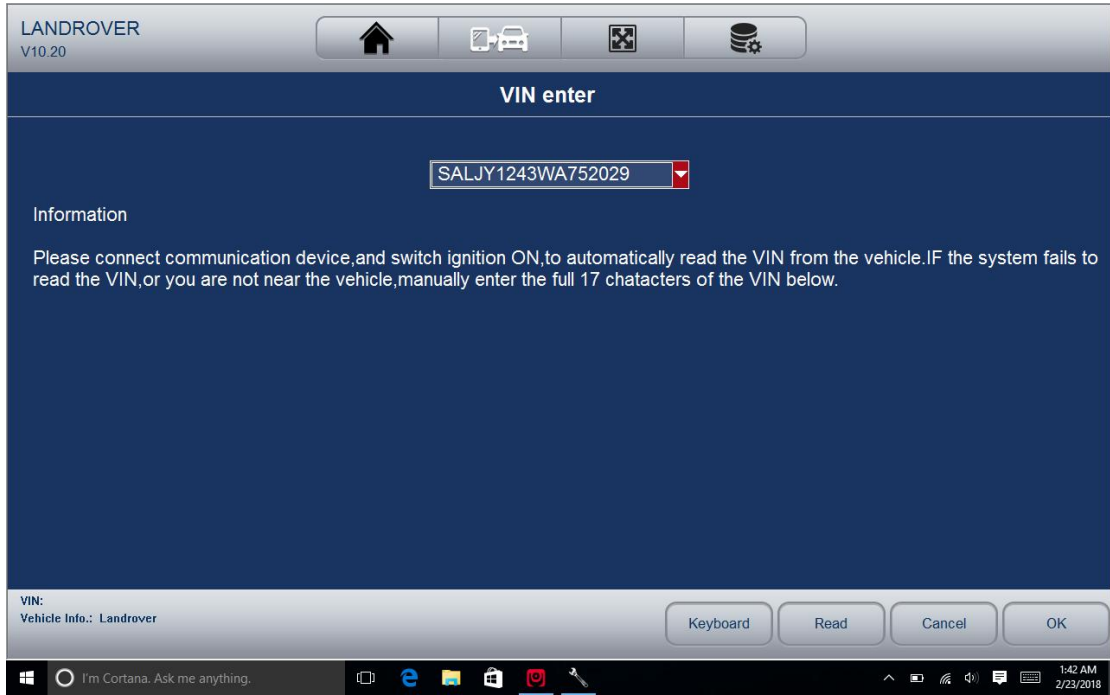 LANDROVER
V10.20
VIN enter
SALJY1243WA752029
Information
Please connect communication device,and switch ignition ON,to automatically read the VIN from the vehicle.IF the system fails to
read the VIN,or you are not near the vehicle,manually enter the full 17 chatacters of the VIN below.
VIN:
Vehicle Info.: Landrover
Keyboard
Read
Cancel
OK
I'm Cortana. Ask me anything.
1:42 AM
2/23/2018